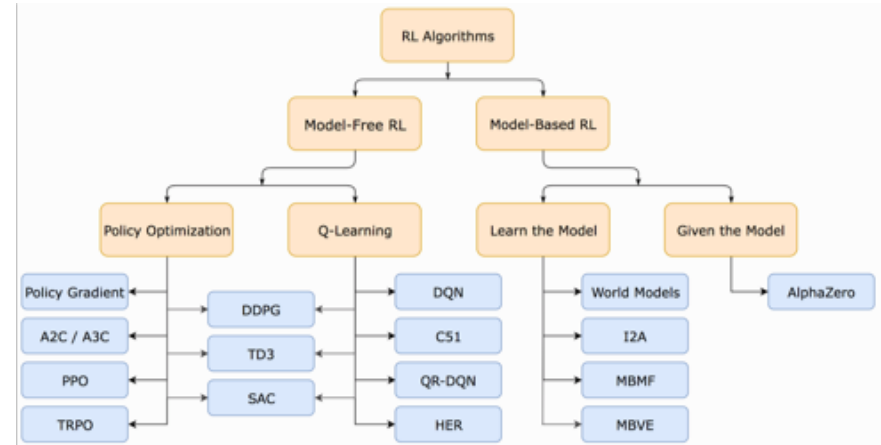 RL Algorithms
Model-Free RL
Model-Based RL
Policy Optimization
Q-Learning
Learn the Model
Given the Model
Policy Gradient
DDPG
DQN
World Models
AlphaZero
A2C / A3C
TD3
C51
I2A
PPO
SAC
QR-DQN
MBMF
TRPO
HER
MBVE